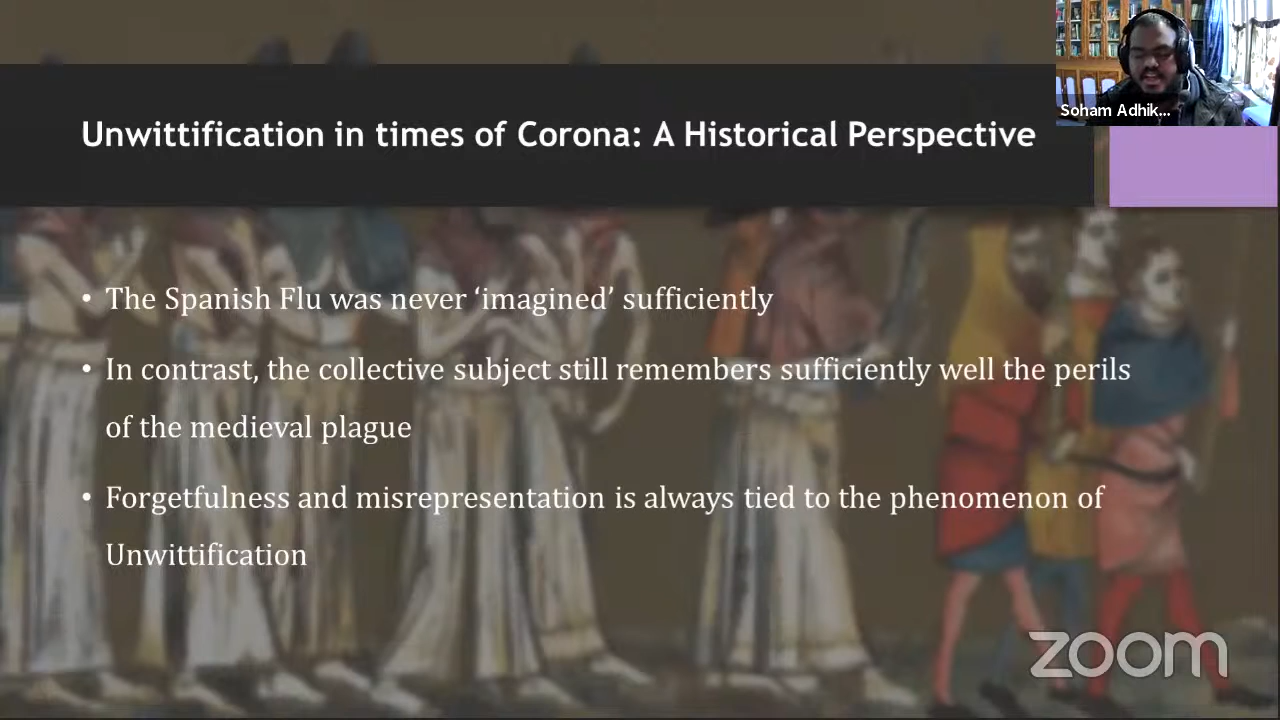 Soham Adhik...
Unwittification in times of Corona: A Historical Perspective
• The Spanish Flu was never ‘imagined’ sufficiently
• In contrast, the collective subject still remembers sufficiently well the perils
of the medieval plague
• Forgetfulness and misrepresentation is always tied to the phenomenon of
Unwittification
zoom